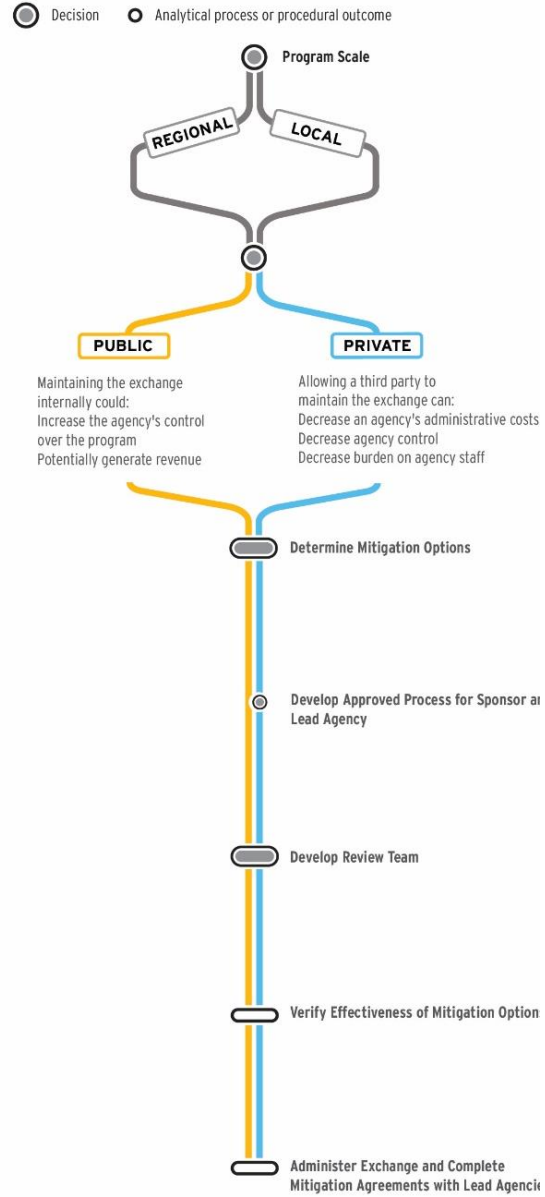 Decision
Analytical process or procedural outcome
Program Scale
REGIONAL
LOCAL
PUBLIC
Maintaining the exchange
internally could:
Increase the agency's control
over the program
Potentially generate revenue
PRIVATE
Allowing a third party to
maintain the exchange can:
Decrease an agency's administrative costs
Decrease agency control
Decrease burden on agency staff
Determine Mitigation Options
Develop Approved Process for Sponsor
Lead Agency
Develop Review Team
Verify Effectiveness of Mitigation
Administer Exchange and Complete
Mitigation Agreements with Lead